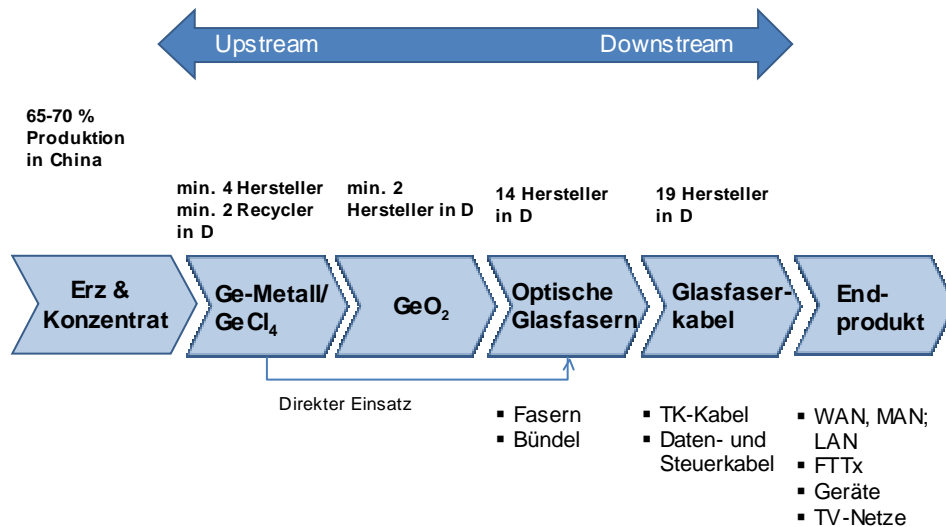 Upstream
Downstream
65-70 %
Produktion
in China
min. 4 Hersteller
min. 2 Recycler
in D
min. 2
Hersteller in D
14 Hersteller
in D
19 Hersteller
in D
Erz &
Konzentrat
Ge-Metall/
GeCl₄
GeO₂
Optische
Glasfasern
Glasfaser-
kabel
End-
produkt
Direkter Einsatz
▪ Fasern
▪ Bündel
▪ TK-Kabel
▪ Daten- und
Steuerkabel
▪ WAN, MAN;
LAN
▪ FTTx
▪ Geräte
▪ TV-Netze